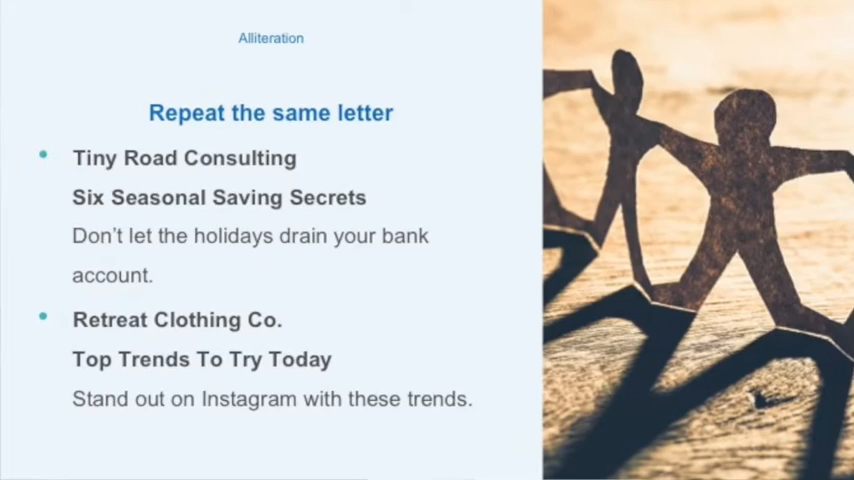 Alliteration
Repeat the same letter
Tiny Road Consulting
Six Seasonal Saving Secrets
Don't let the holidays drain your bank
account.
Retreat Clothing Co.
Top Trends To Try Today
Stand out on Instagram with these trends.